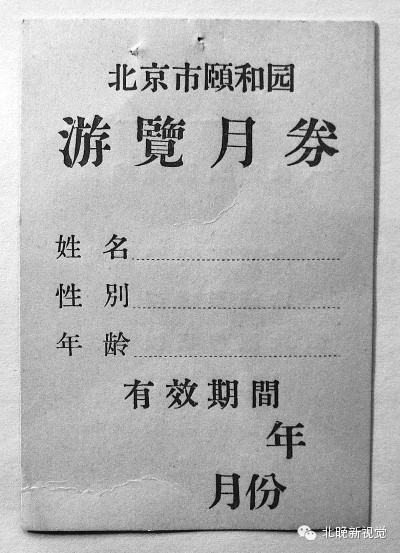 北京市頤和园
游覽月券
姓名
性別
年龄
有效期間
年
月份
北晚新视觉